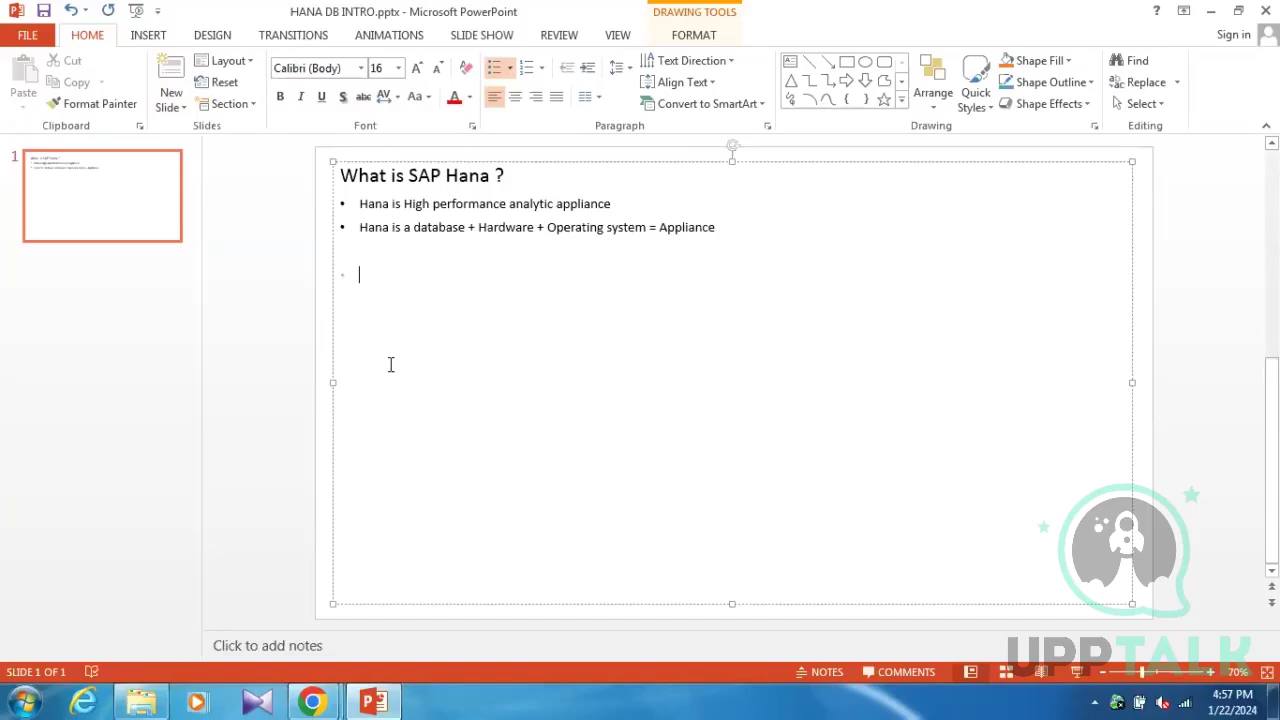 HANA DB INTRO.pptx - Microsoft PowerPoint
DRAWING TOOLS
?
FILE HOME INSERT DESIGN TRANSITIONS ANIMATIONS SLIDE SHOW REVIEW VIEW FORMAT Sign in
Paste
Cut
Copy
Format Painter
Clipboard
New
Slide
Layout
Reset
Section
Slides
Calibri (Body) 16
B I U S abc AV Aa A
Font
Text Direction
Align Text
Convert to SmartArt
Paragraph
Arrange
Quick
Styles
Shape Fill
Shape Outline
Shape Effects
Drawing
Find
Replace
Select
Editing
1
What is SAP Hana ?
• Hana is High performance analytic appliance
• Hana is a database + Hardware + Operating system = Appliance
•
Click to add notes
UPPTALK
SLIDE 1 OF 1 NOTES COMMENTS 70%
4:57 PM
1/22/2024